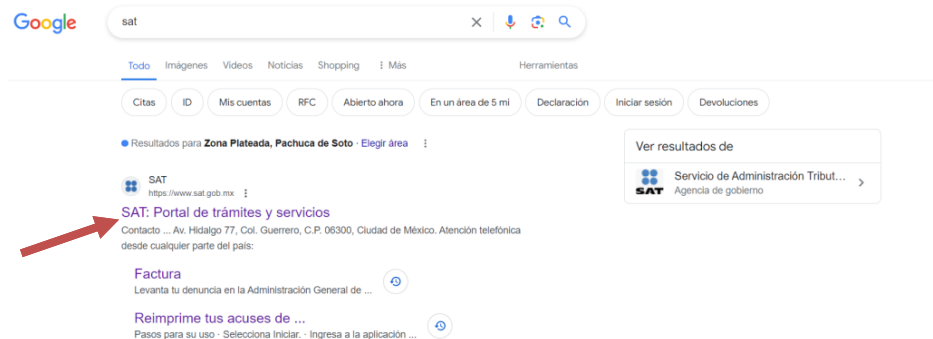 Google
sat
Todo Imágenes Videos Noticias Shopping Más Herramientas
Citas ID Mis cuentas RFC Abierto ahora En un área de 5 mi Declaración Iniciar sesión Devoluciones
Resultados para Zona Plateada, Pachuca de Soto · Elegir área
Ver resultados de
Servicio de Administración Tribut...
Agencia de gobierno
SAT
SAT
https://www.sat.gob.mx
SAT: Portal de trámites y servicios
Contacto ... Av. Hidalgo 77, Col. Guerrero, C.P. 06300, Ciudad de México. Atención telefónica
desde cualquier parte del país:
Factura
Levanta tu denuncia en la Administración General de ...
Reimprime tus acuses de ...
Pasos para su uso · Selecciona Iniciar. · Ingresa a la aplicación ...